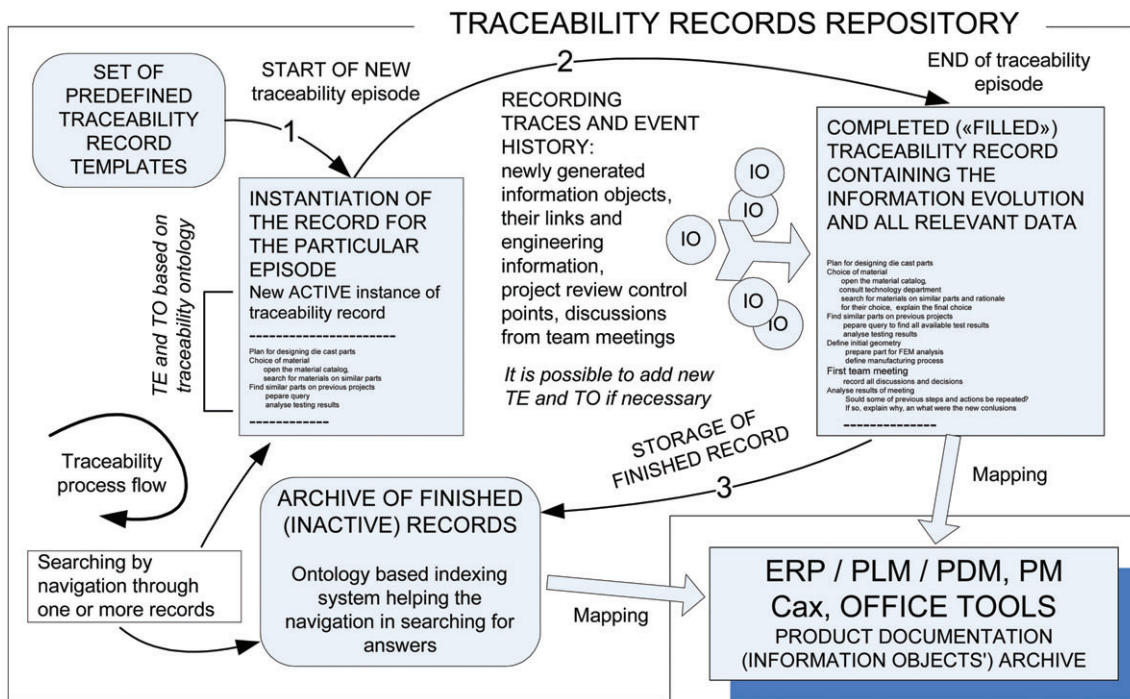 TRACEABILITY RECORDS REPOSITORY
SET OF
PREDEFINED
TRACEABILITY
RECORD
TEMPLATES
START OF NEW
traceability episode
1
2
END of traceability
episode
INSTANTIATION OF
THE RECORD FOR
THE PARTICULAR
EPISODE
New ACTIVE instance of
traceability record
----------------------
Plan for designing die cast parts
Choice of material
open the material catalog,
search for materials on similar parts
Find similar parts on previous projects
pepare query
analyse testing results
------------
TE and TO based on
traceability ontology
RECORDING
TRACES AND EVENT
HISTORY:
newly generated
information objects,
their links and
engineering
information,
project review control
points, discussions
from team meetings
It is possible to add new
TE and TO if necessary
IO
IO
IO
IO
IO
COMPLETED («FILLED»)
TRACEABILITY RECORD
CONTAINING THE
INFORMATION EVOLUTION
AND ALL RELEVANT DATA
Plan for designing die cast parts
Choice of material
open the material catalog,
consult technology department
search for materials on similar parts and rationale
for their choice, explain the final choice
Find similar parts on previous projects
pepare query to find all available test results
analyse testing results
Define initial geometry
prepare part for FEM analysis
define manufacturing process
First team meeting
record all discussions and decisions
Analyse results of meeting
Sould some of previous steps and actions be repeated?
If so, explain why, an what were the new conlusions
--------------
STORAGE OF
FINISHED RECORD
3
Mapping
Traceability
process flow
Searching by
navigation through
one or more records
ARCHIVE OF FINISHED
(INACTIVE) RECORDS
Ontology based indexing
system helping the
navigation in searching for
answers
Mapping
ERP / PLM / PDM, PM
Cax, OFFICE TOOLS
PRODUCT DOCUMENTATION
(INFORMATION OBJECTS') ARCHIVE